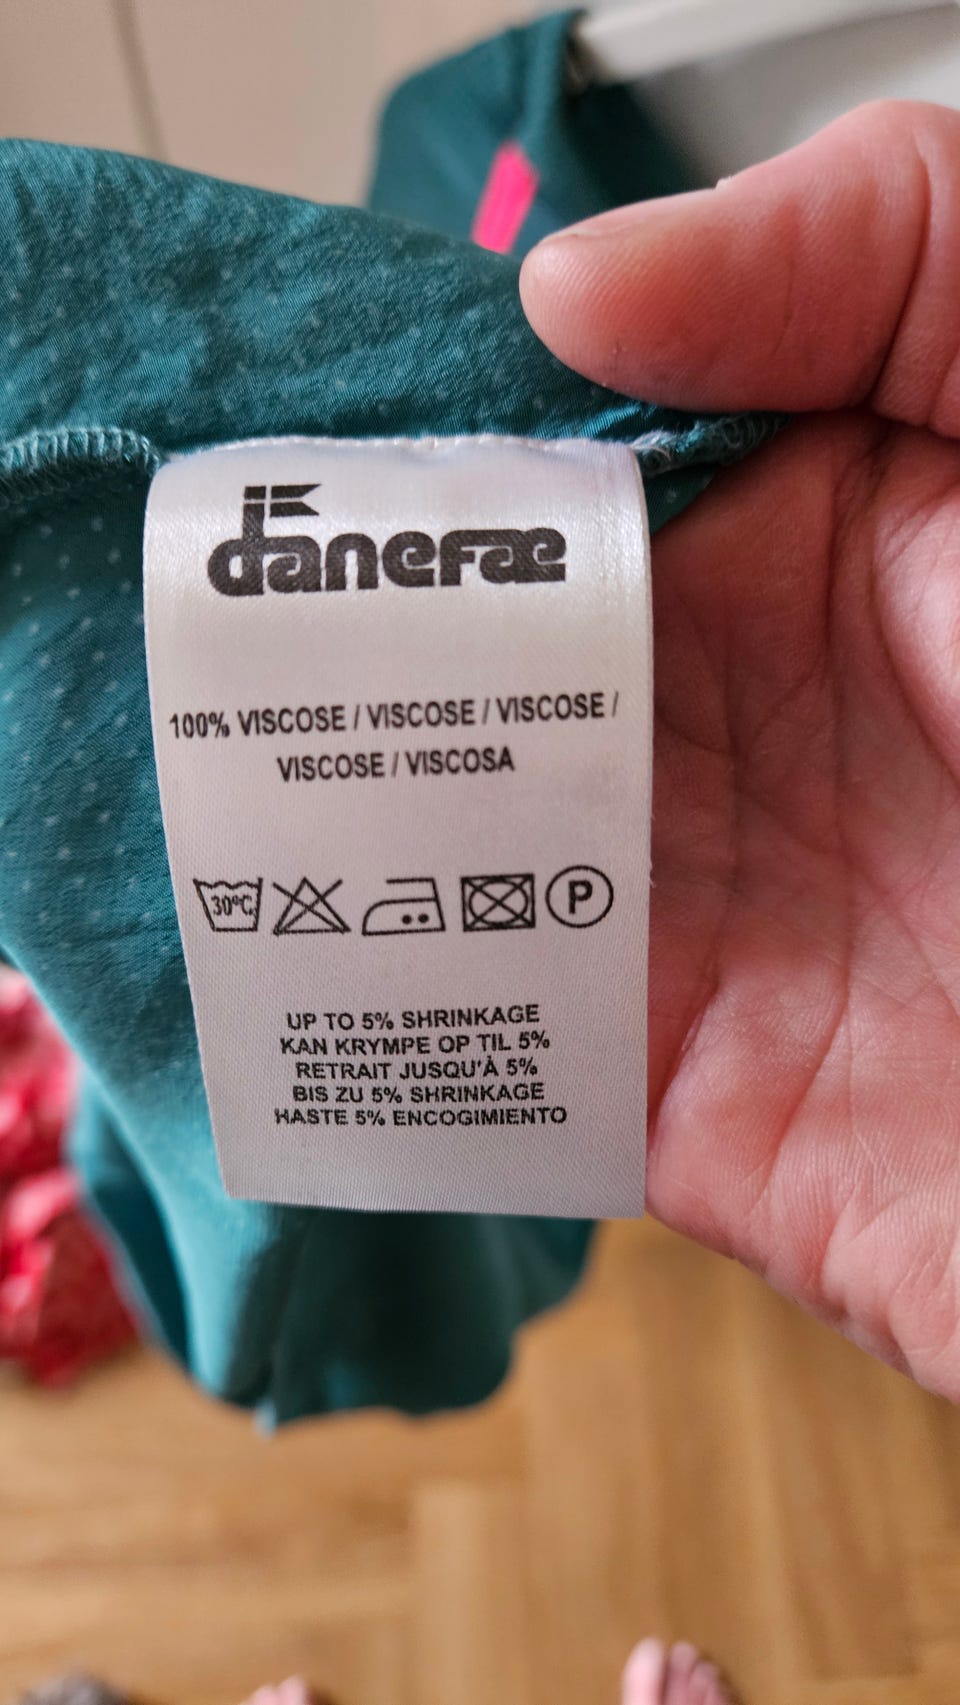 danefae
100% VISCOSE / VISCOSE / VISCOSE /
VISCOSE / VISCOSA
30°C
P
UP TO 5% SHRINKAGE
KAN KRYMPE OP TIL 5%
RETRAIT JUSQU'À 5%
BIS ZU 5% SHRINKAGE
HASTE 5% ENCOGIMIENTO